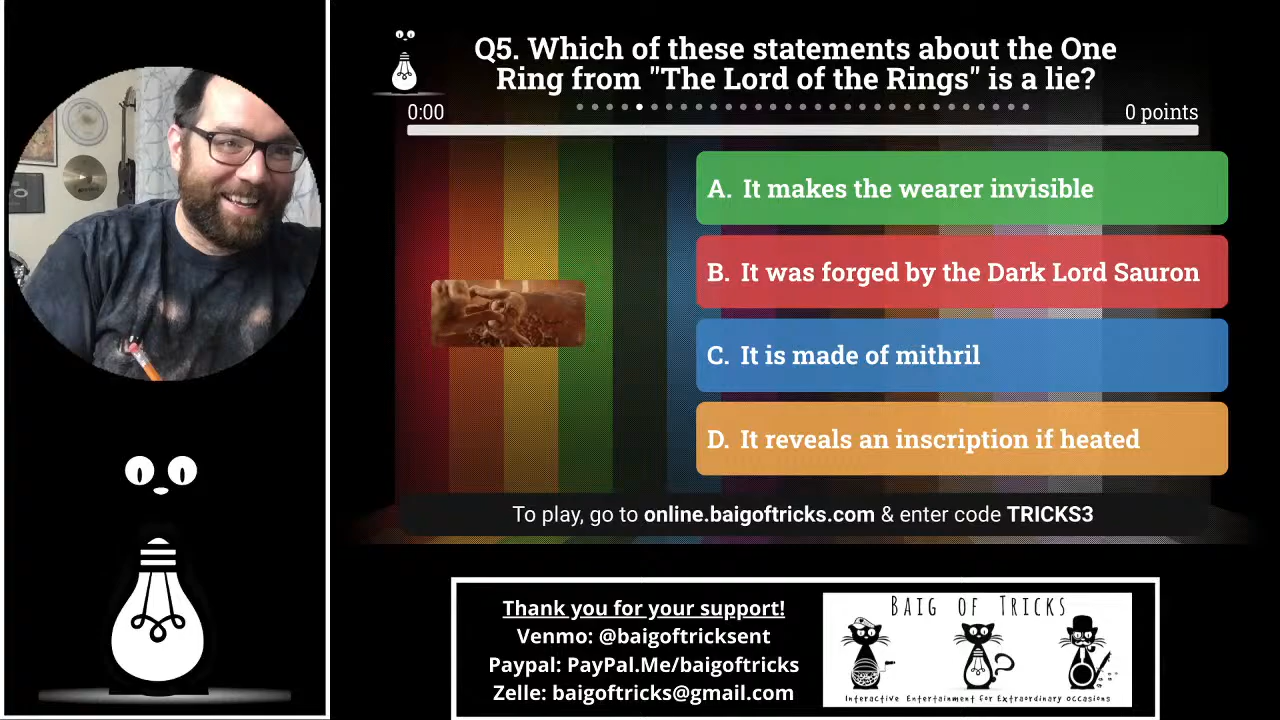 Q5. Which of these statements about the One
Ring from "The Lord of the Rings" is a lie?
0:00
0 points
A. It makes the wearer invisible
B. It was forged by the Dark Lord Sauron
C. It is made of mithril
D. It reveals an inscription if heated
To play, go to online.baigoftricks.com & enter code TRICKS3
Thank you for your support!
Venmo: @baigoftricksent
Paypal: PayPal.Me/baigoftricks
Zelle: baigoftricks@gmail.com
BAIG OF TRICKS
Interactive Entertainment for Extraordinary occasions